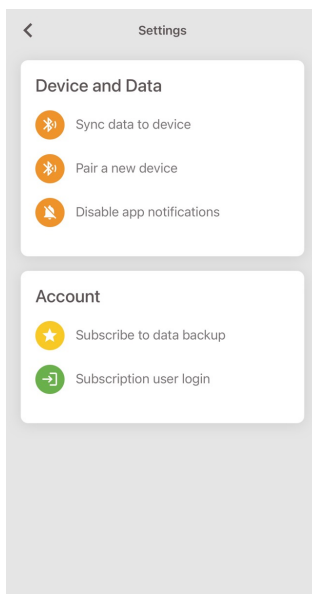 Settings
Device and Data
Sync data to device
Pair a new device
Disable app notifications
Account
Subscribe to data backup
Subscription user login